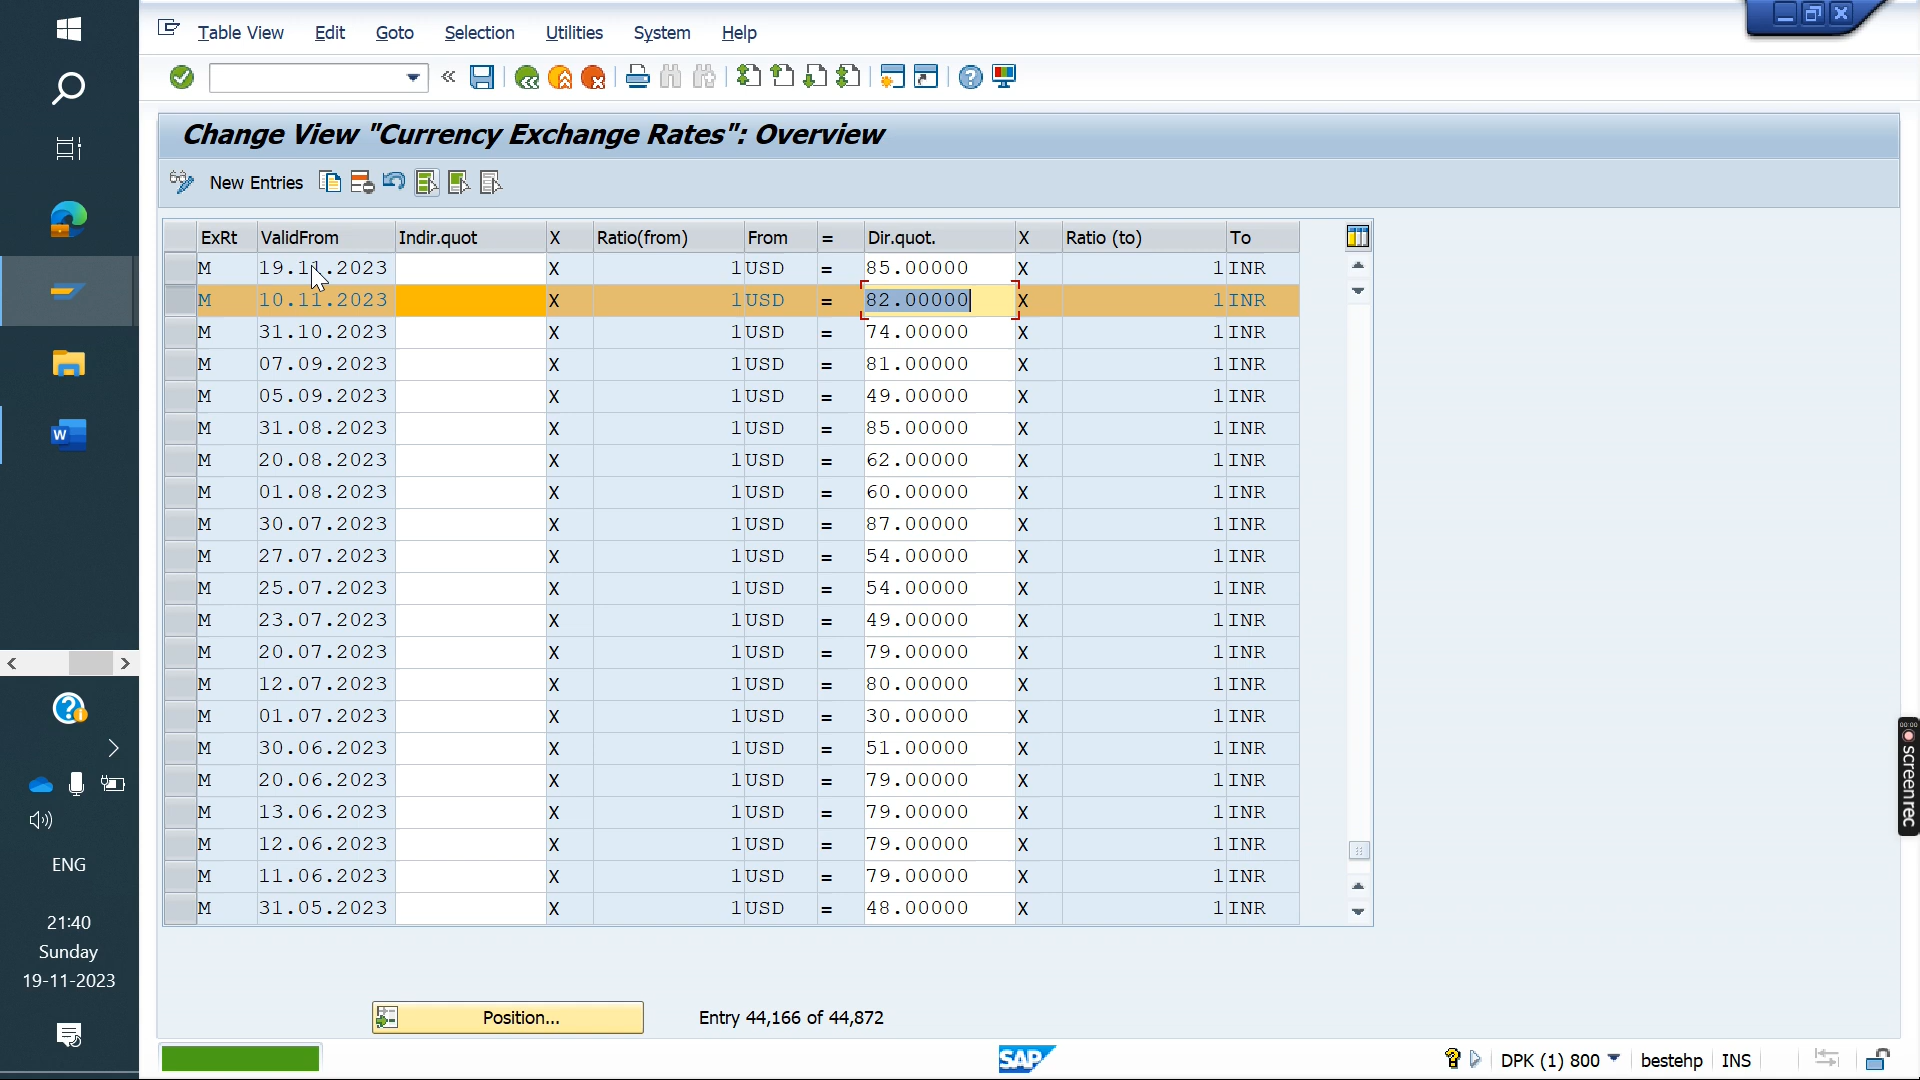 Table View Edit Goto Selection Utilities System Help
Change View "Currency Exchange Rates": Overview
New Entries
ExRt ValidFrom Indir.quot X Ratio(from) From = Dir.quot. X Ratio (to) To
M 19.11.2023 X 1 USD = 85.00000 X 1 INR
M 10.11.2023 X 1 USD = 82.00000 X 1 INR
M 31.10.2023 X 1 USD = 74.00000 X 1 INR
M 07.09.2023 X 1 USD = 81.00000 X 1 INR
M 05.09.2023 X 1 USD = 49.00000 X 1 INR
M 31.08.2023 X 1 USD = 85.00000 X 1 INR
M 20.08.2023 X 1 USD = 62.00000 X 1 INR
M 01.08.2023 X 1 USD = 60.00000 X 1 INR
M 30.07.2023 X 1 USD = 87.00000 X 1 INR
M 27.07.2023 X 1 USD = 54.00000 X 1 INR
M 25.07.2023 X 1 USD = 54.00000 X 1 INR
M 23.07.2023 X 1 USD = 49.00000 X 1 INR
M 20.07.2023 X 1 USD = 79.00000 X 1 INR
M 12.07.2023 X 1 USD = 80.00000 X 1 INR
M 01.07.2023 X 1 USD = 30.00000 X 1 INR
M 30.06.2023 X 1 USD = 51.00000 X 1 INR
M 20.06.2023 X 1 USD = 79.00000 X 1 INR
M 13.06.2023 X 1 USD = 79.00000 X 1 INR
M 12.06.2023 X 1 USD = 79.00000 X 1 INR
M 11.06.2023 X 1 USD = 79.00000 X 1 INR
M 31.05.2023 X 1 USD = 48.00000 X 1 INR
Position... Entry 44,166 of 44,872
SAP DPK (1) 800 bestehp INS
W
ENG
21:40
Sunday
19-11-2023
00:00
screenrec